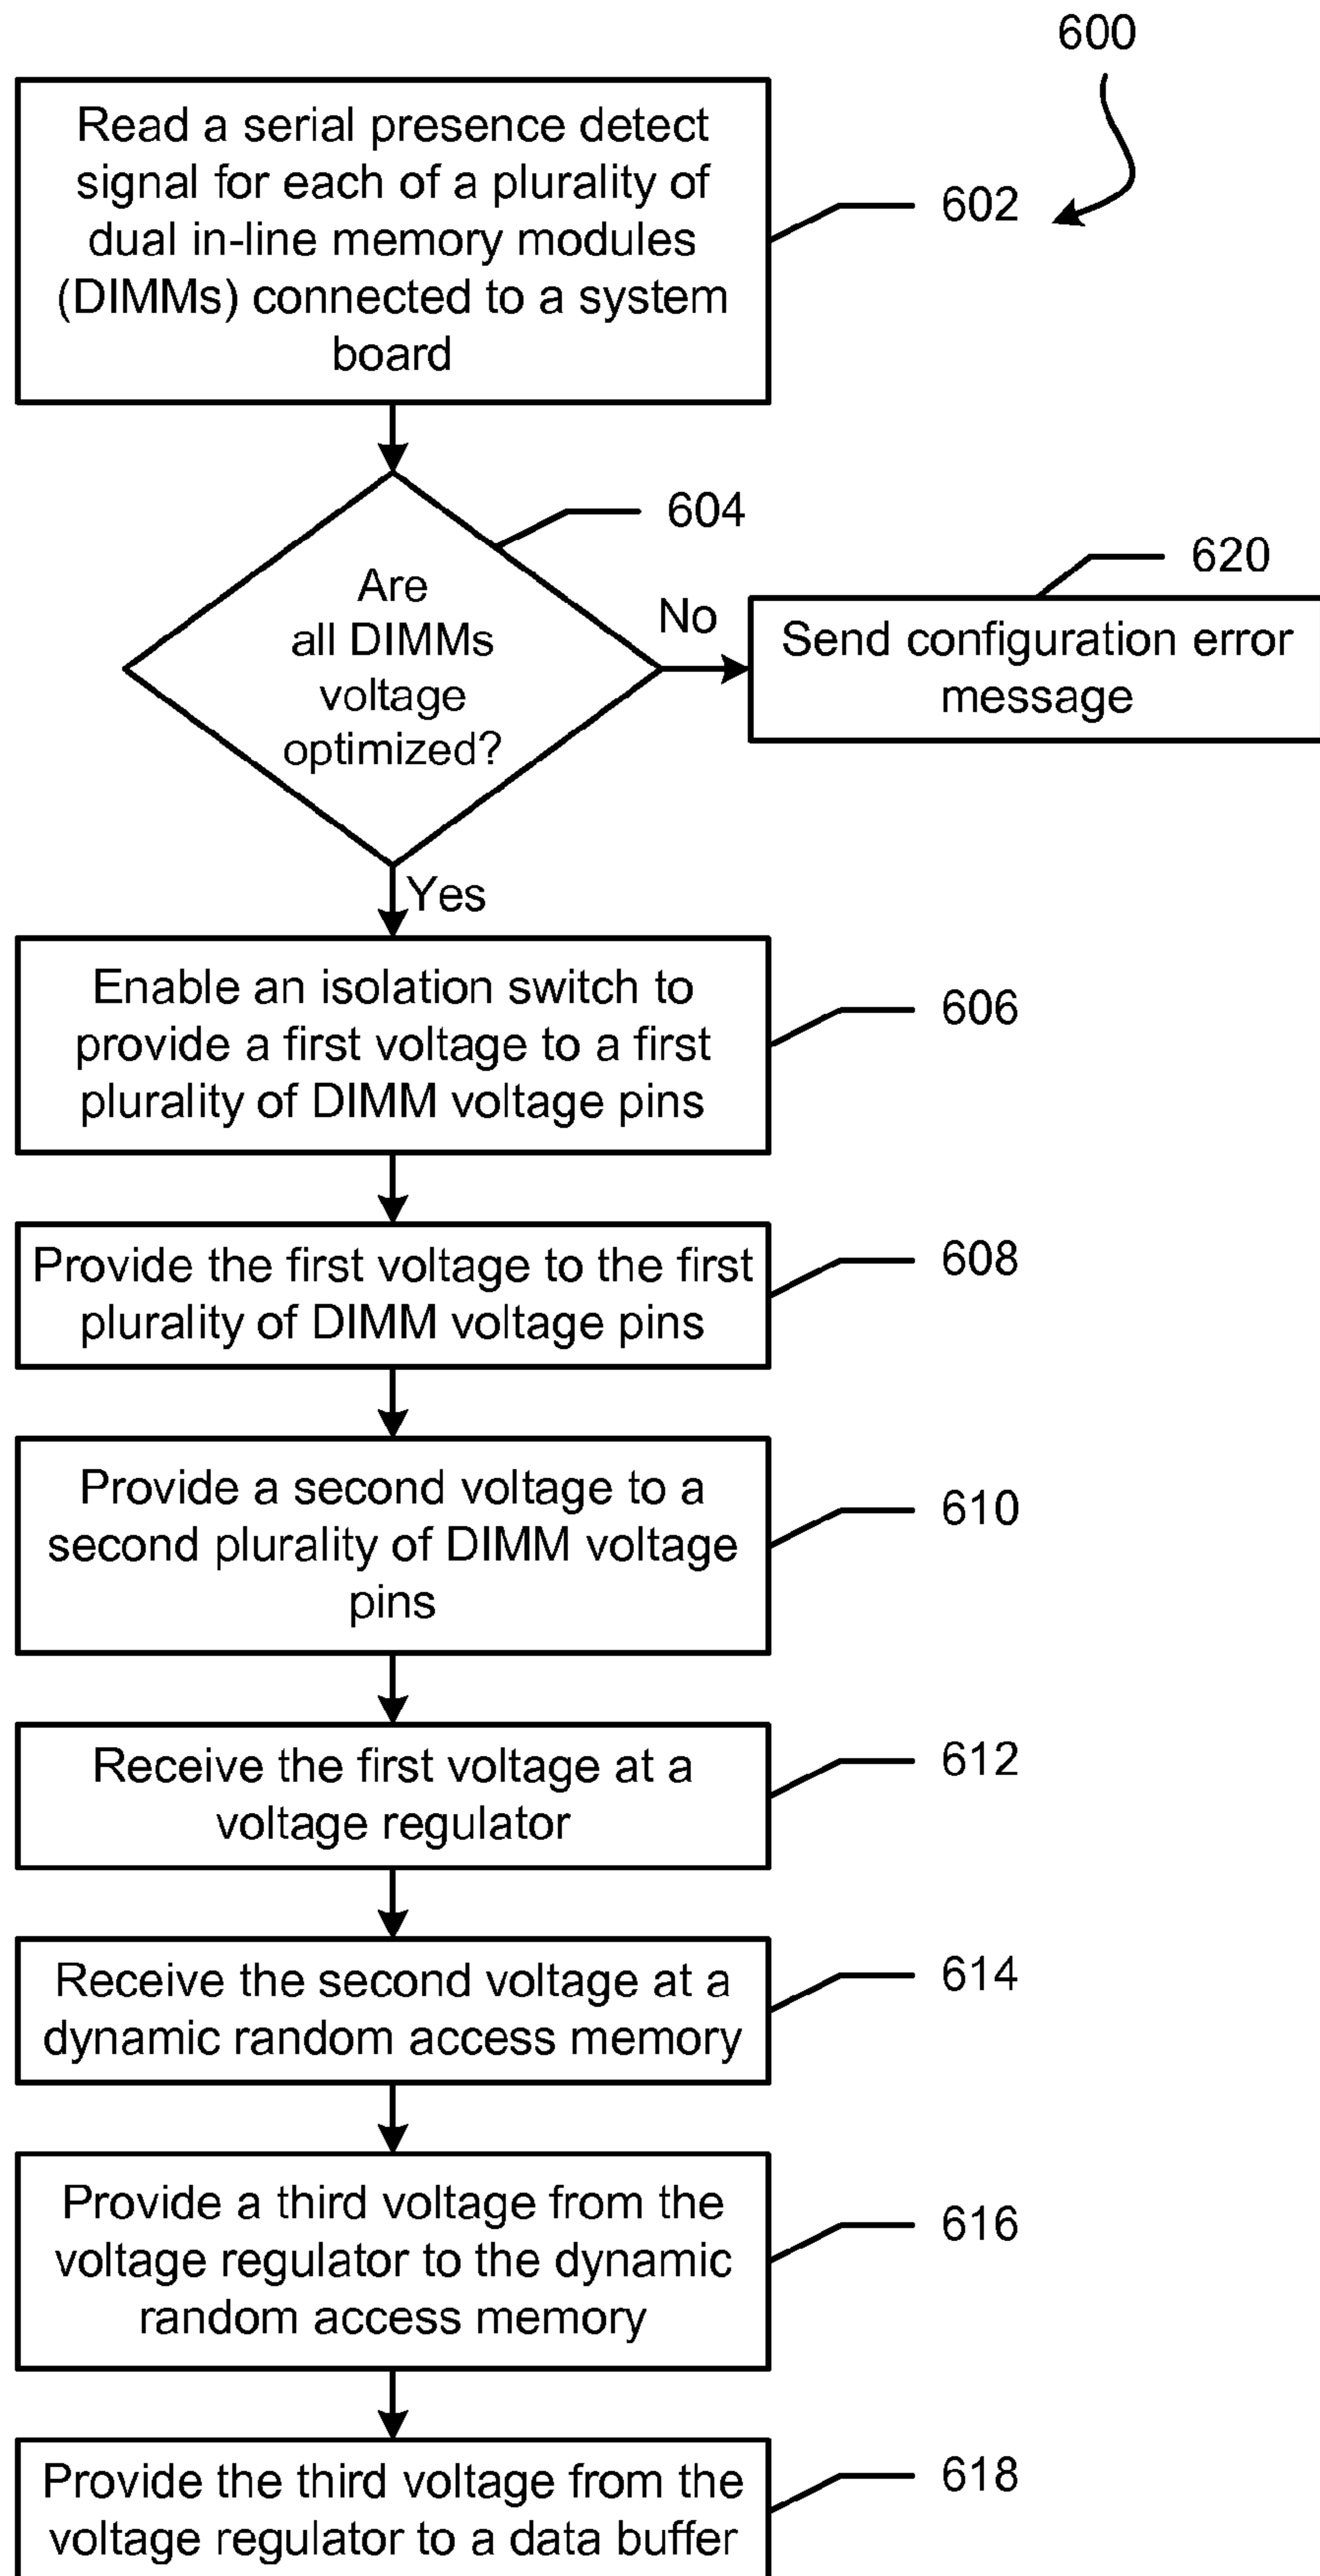 600
Read a serial presence detect
signal for each of a plurality of
dual in-line memory modules
(DIMMs) connected to a system
board
602
604
Are
all DIMMs
voltage
optimized?
No
620
Send configuration error
message
Yes
Enable an isolation switch to
provide a first voltage to a first
plurality of DIMM voltage pins
606
Provide the first voltage to the first
plurality of DIMM voltage pins
608
Provide a second voltage to a
second plurality of DIMM voltage
pins
610
Receive the first voltage at a
voltage regulator
612
Receive the second voltage at a
dynamic random access memory
614
Provide a third voltage from the
voltage regulator to the dynamic
random access memory
616
Provide the third voltage from the
voltage regulator to a data buffer
618